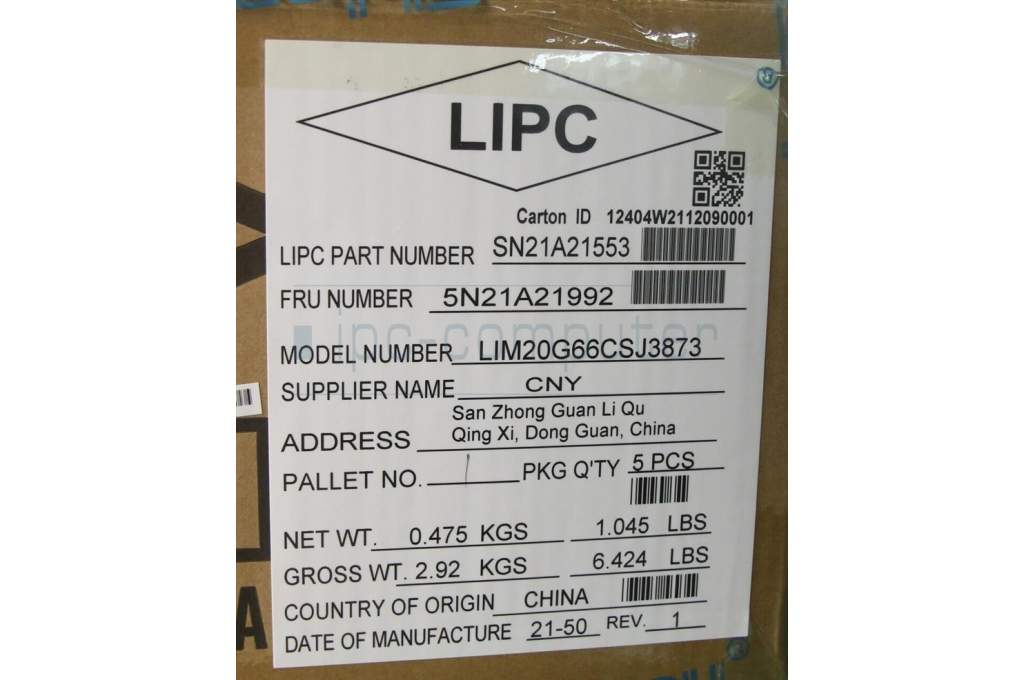 LIPC
Carton ID 12404W2112090001
LIPC PART NUMBER SN21A21553
FRU NUMBER 5N21A21992
ipc-computer
MODEL NUMBER LIM20G66CSJ3873
SUPPLIER NAME CNY
San Zhong Guan Li Qu
ADDRESS Qing Xi, Dong Guan, China
PALLET NO. / PKG Q'TY 5 PCS
NET WT. 0.475 KGS 1.045 LBS
GROSS WT. 2.92 KGS 6.424 LBS
COUNTRY OF ORIGIN CHINA
DATE OF MANUFACTURE 21-50 REV. 1
A